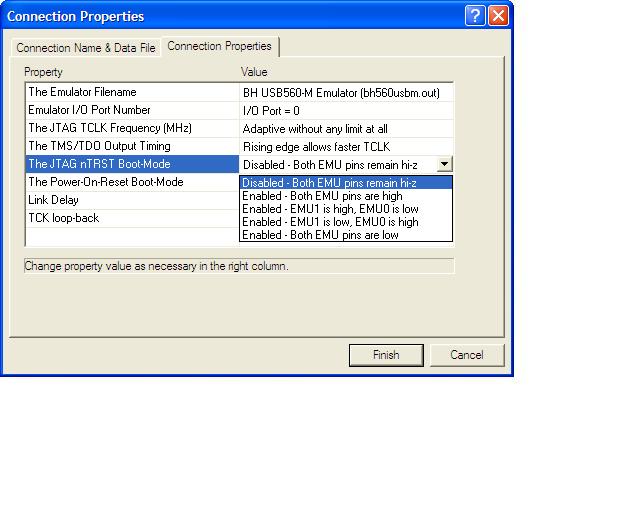 Connection Properties
Connection Name & Data File Connection Properties
Property Value
The Emulator Filename BH USB560-M Emulator (bh560usbm.out)
Emulator I/O Port Number I/O Port = 0
The JTAG TCLK Frequency (MHz) Adaptive without any limit at all
The TMS/TDO Output Timing Rising edge allows faster TCLK
The JTAG nTRST Boot-Mode Disabled - Both EMU pins remain hi-z
The Power-On-Reset Boot-Mode Disabled - Both EMU pins remain hi-z
Enabled - Both EMU pins are high
Link Delay Enabled - EMU1 is high, EMU0 is low
TCK loop-back Enabled - EMU1 is low, EMU0 is high
Enabled - Both EMU pins are low
Change property value as necessary in the right column.
Finish Cancel